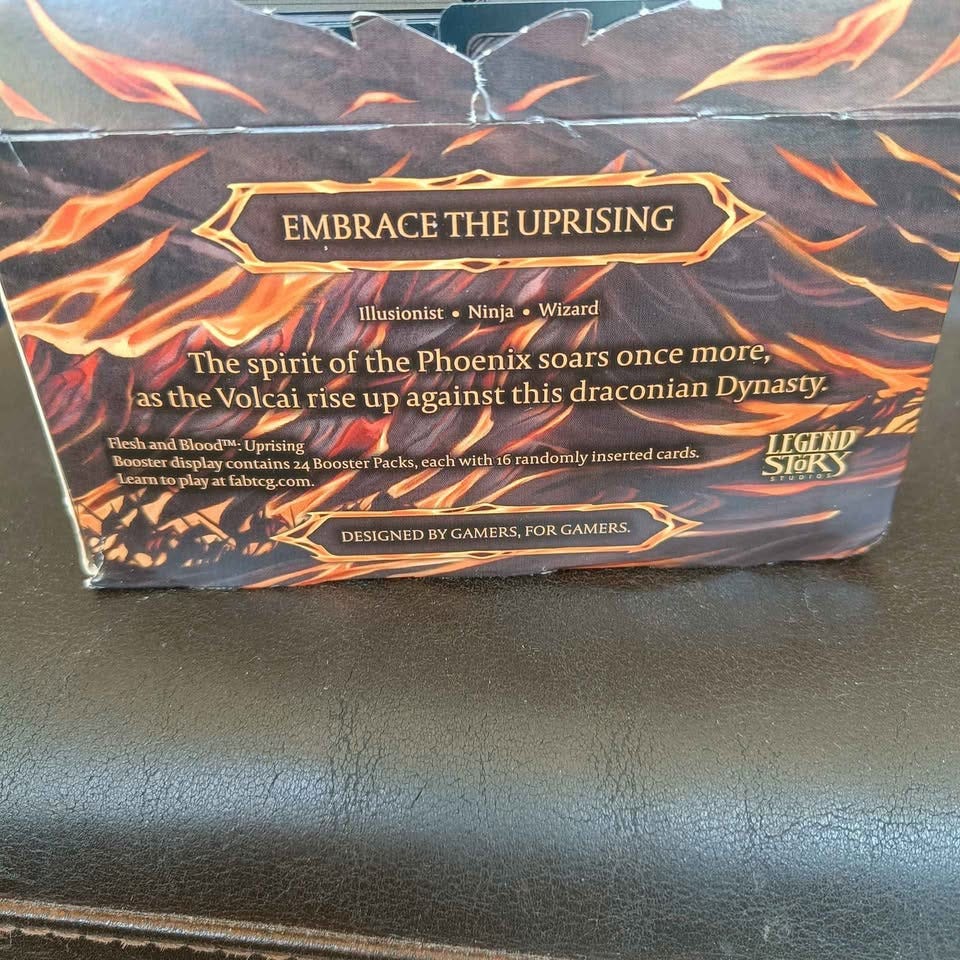 EMBRACE THE UPRISING
Illusionist • Ninja • Wizard
The spirit of the Phoenix soars once more,
as the Volcai rise up against this draconian Dynasty.
Flesh and Blood™: Uprising
Booster display contains 24 Booster Packs, each with 16 randomly inserted cards.
Learn to play at fabtcg.com.
LEGEND
STORY
STUDIOS
DESIGNED BY GAMERS, FOR GAMERS.